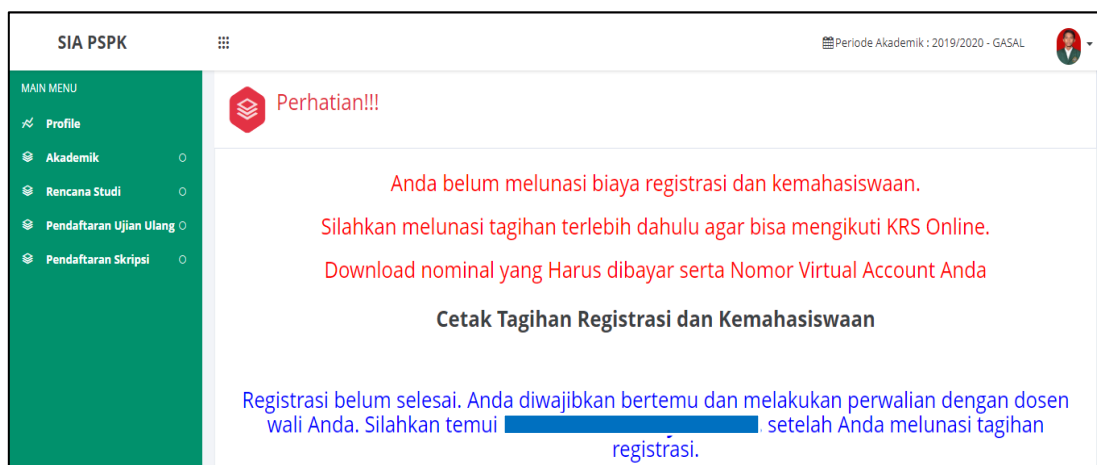 SIA PSPK
Periode Akademik : 2019/2020 - GASAL
MAIN MENU
Profile
Akademik
Rencana Studi
Pendaftaran Ujian Ulang
Pendaftaran Skripsi
Perhatian!!!
Anda belum melunasi biaya registrasi dan kemahasiswaan.
Silahkan melunasi tagihan terlebih dahulu agar bisa mengikuti KRS Online.
Download nominal yang Harus dibayar serta Nomor Virtual Account Anda
Cetak Tagihan Registrasi dan Kemahasiswaan
Registrasi belum selesai. Anda diwajibkan bertemu dan melakukan perwalian dengan dosen
wali Anda. Silahkan temui . setelah Anda melunasi tagihan
registrasi.